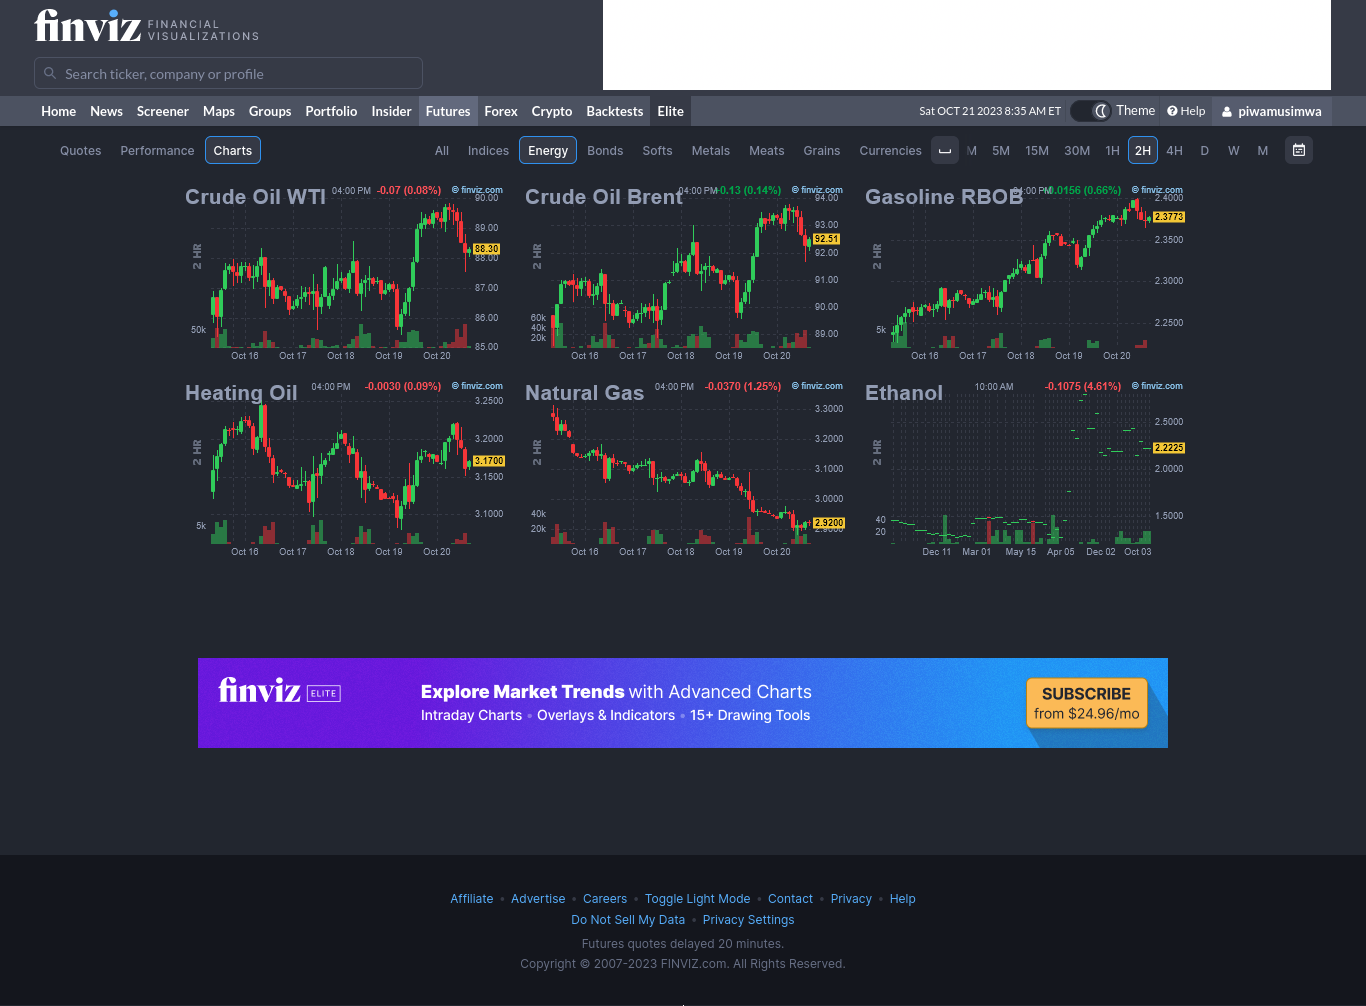 finviz FINANCIAL VISUALIZATIONS
Search ticker, company or profile
Home News Screener Maps Groups Portfolio Insider Futures Forex Crypto Backtests Elite Sat OCT 21 2023 8:35 AM ET Theme Help piwamusimwa
Quotes Performance Charts All Indices Energy Bonds Softs Metals Meats Grains Currencies M 5M 15M 30M 1H 2H 4H D W M
Crude Oil WTI 04:00 PM -0.07 (0.08%) © finviz.com
90.00
89.00
88.30
88.00
87.00
86.00
85.00
2 HR
50k
Oct 16 Oct 17 Oct 18 Oct 19 Oct 20
Crude Oil Brent 04:00 PM +0.13 (0.14%) © finviz.com
94.00
93.00
92.51
92.00
91.00
90.00
89.00
2 HR
60k
40k
20k
Oct 16 Oct 17 Oct 18 Oct 19 Oct 20
Gasoline RBOB 04:00 PM +0.0156 (0.66%) © finviz.com
2.4000
2.3773
2.3500
2.3000
2.2500
2 HR
5k
Oct 16 Oct 17 Oct 18 Oct 19 Oct 20
Heating Oil 04:00 PM -0.0030 (0.09%) © finviz.com
3.2500
3.2000
3.1700
3.1500
3.1000
2 HR
5k
Oct 16 Oct 17 Oct 18 Oct 19 Oct 20
Natural Gas 04:00 PM -0.0370 (1.25%) © finviz.com
3.3000
3.2000
3.1000
3.0000
2.9200
2.9000
2 HR
40k
20k
Oct 16 Oct 17 Oct 18 Oct 19 Oct 20
Ethanol 10:00 AM -0.1075 (4.61%) © finviz.com
2.5000
2.2225
2.0000
1.5000
2 HR
40
20
Dec 11 Mar 01 May 15 Apr 05 Dec 02 Oct 03
finviz ELITE
Explore Market Trends with Advanced Charts
Intraday Charts • Overlays & Indicators • 15+ Drawing Tools
SUBSCRIBE
from $24.96/mo
Affiliate • Advertise • Careers • Toggle Light Mode • Contact • Privacy • Help
Do Not Sell My Data • Privacy Settings
Futures quotes delayed 20 minutes.
Copyright © 2007-2023 FINVIZ.com. All Rights Reserved.